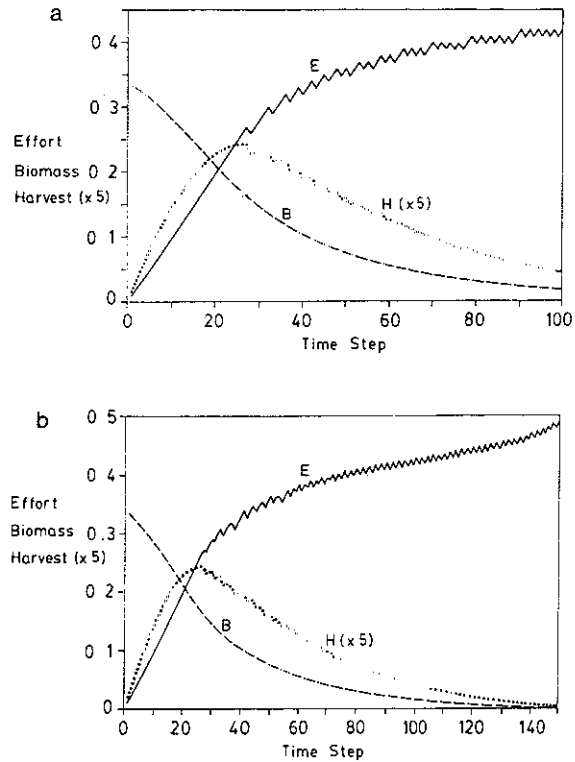 a
0 4
0 3
Effort
Biomass
Harvest (x 5)
0 2
0 1
0
E
B
H (x 5)
0 20 40 60 80 100
Time Step
b
0 5
0 4
Effort
Biomass
Harvest (x 5)
0.3
0.2
0 1
0
E
B
H (x 5)
0 20 40 60 80 100 120 140
Time Step